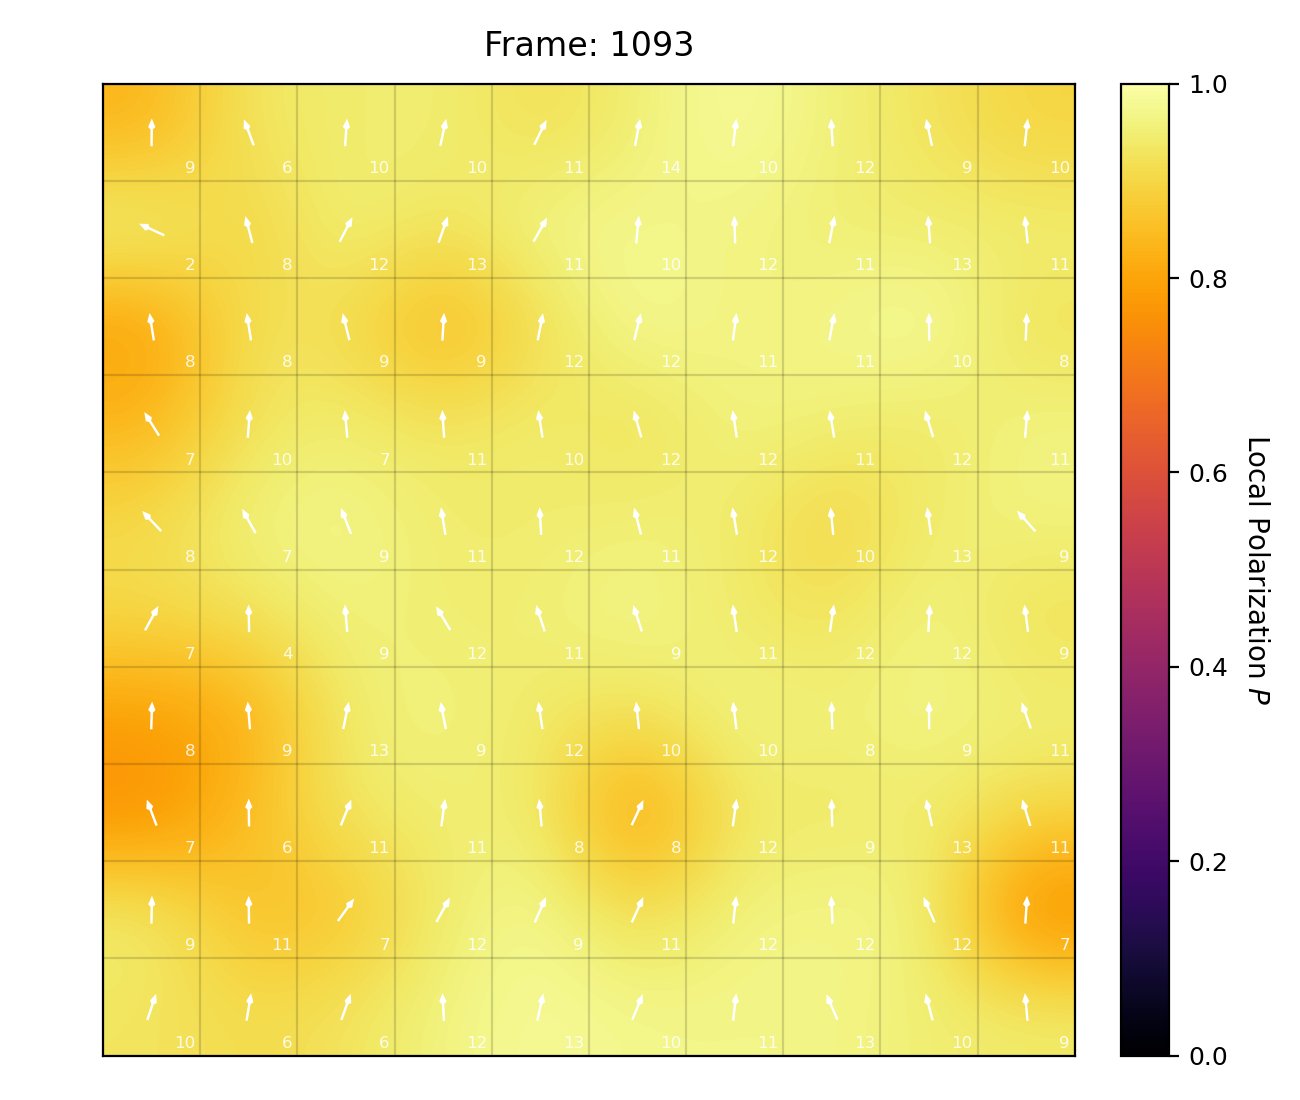 Frame: 1093
9 6 10 10 11 14 10 12 9 10
2 8 12 13 11 10 12 11 13 11
8 8 9 9 12 12 11 11 10 8
7 10 7 11 10 12 12 11 12 11
8 7 9 11 12 11 12 10 13 9
7 4 9 12 11 9 11 12 12 9
8 9 13 9 12 10 10 8 9 11
7 6 11 11 8 8 12 9 13 11
9 11 7 12 9 11 12 12 12 7
10 6 6 12 13 10 11 13 10 9
1.0
0.8
0.6
0.4
0.2
0.0
Local Polarization P